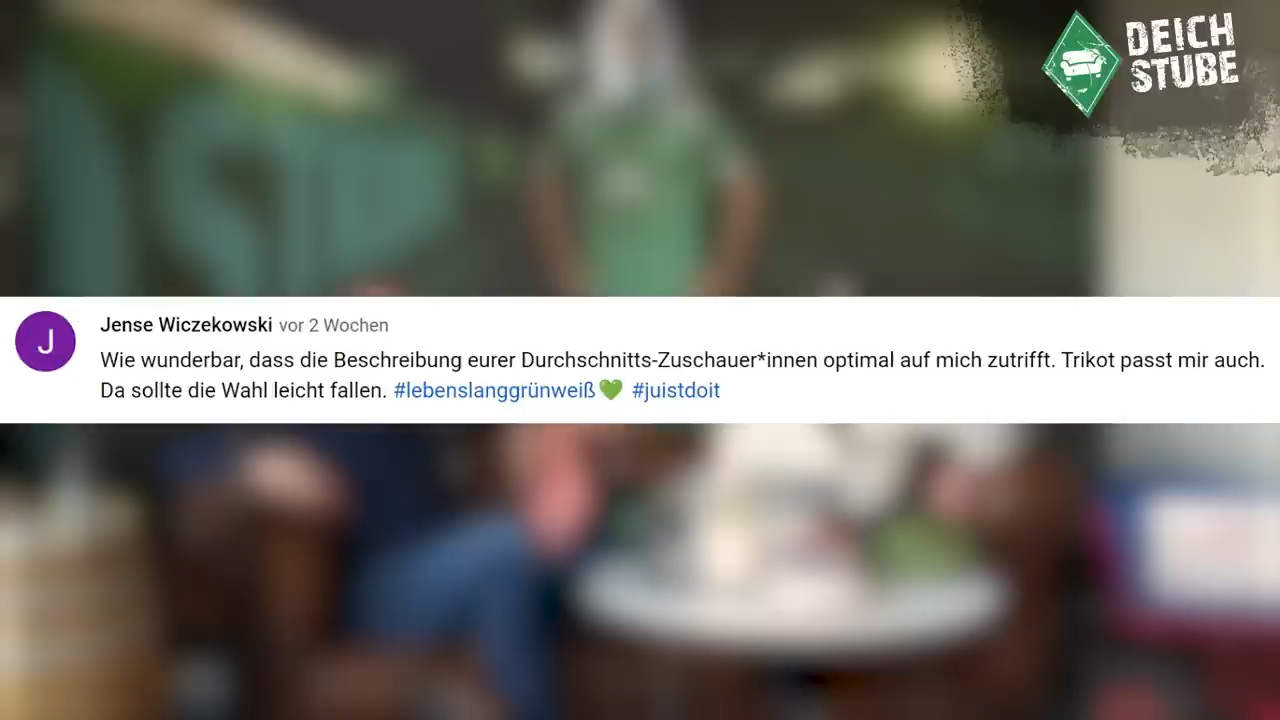 DEICH
STUBE
J
Jense Wiczekowski vor 2 Wochen
Wie wunderbar, dass die Beschreibung eurer Durchschnitts-Zuschauer*innen optimal auf mich zutrifft. Trikot passt mir auch.
Da sollte die Wahl leicht fallen. #lebenslanggrünweiß💚 #juistdoit